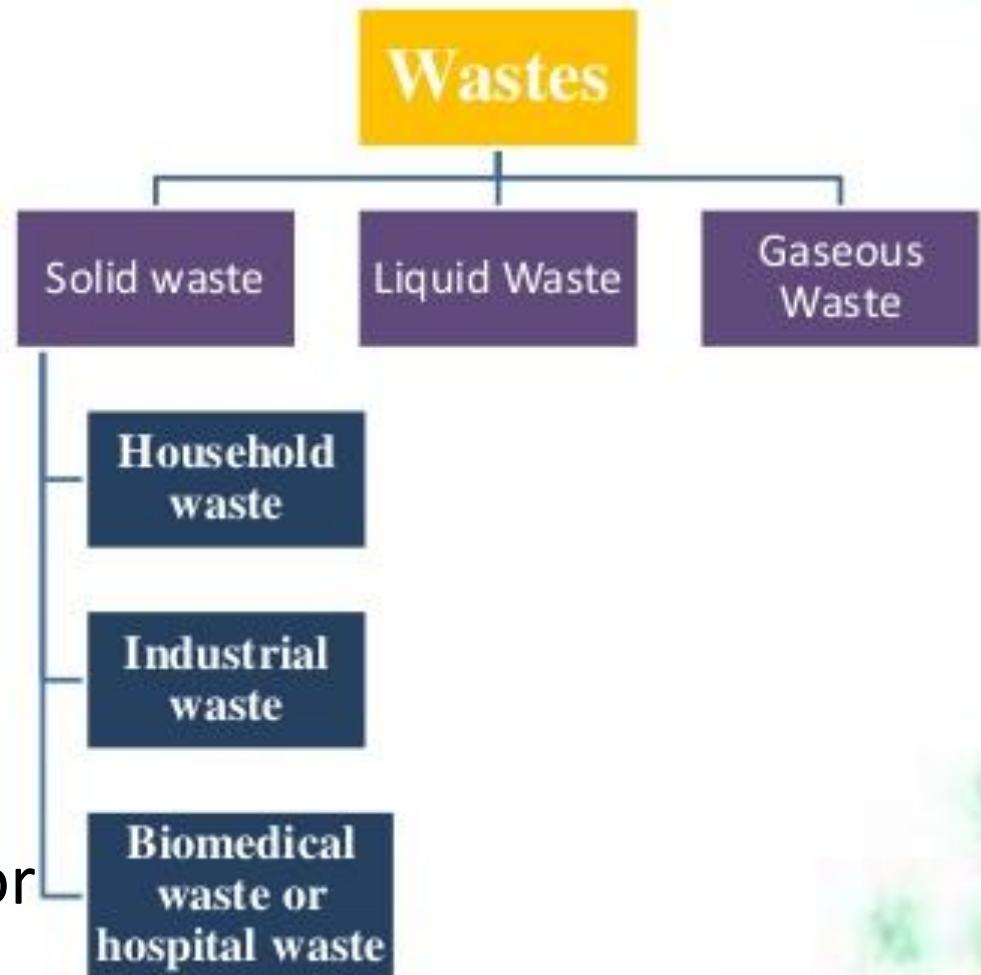 Wastes
Solid waste
Liquid Waste
Gaseous
Waste
Household
waste
Industrial
waste
Biomedical
waste or
hospital waste